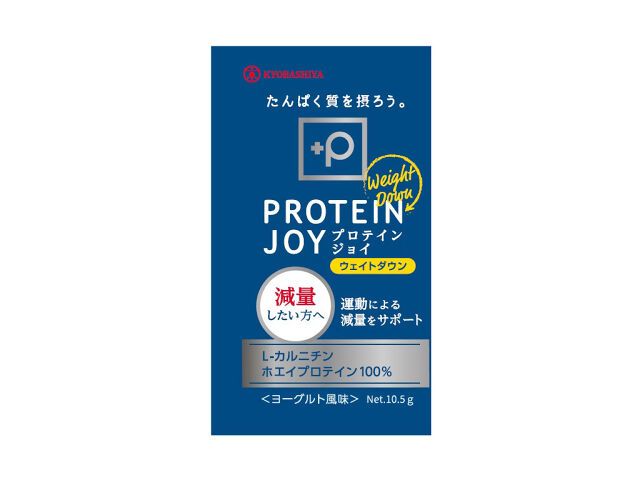 KYOBASHIYA
たんぱく質を摂ろう。
+P
Weight
Down
PROTEIN
JOY プロテイン
ジョイ
ウェイトダウン
減量
したい方へ
運動による
減量をサポート
L-カルニチン
ホエイプロテイン100%
＜ヨーグルト風味＞ Net.10.5g